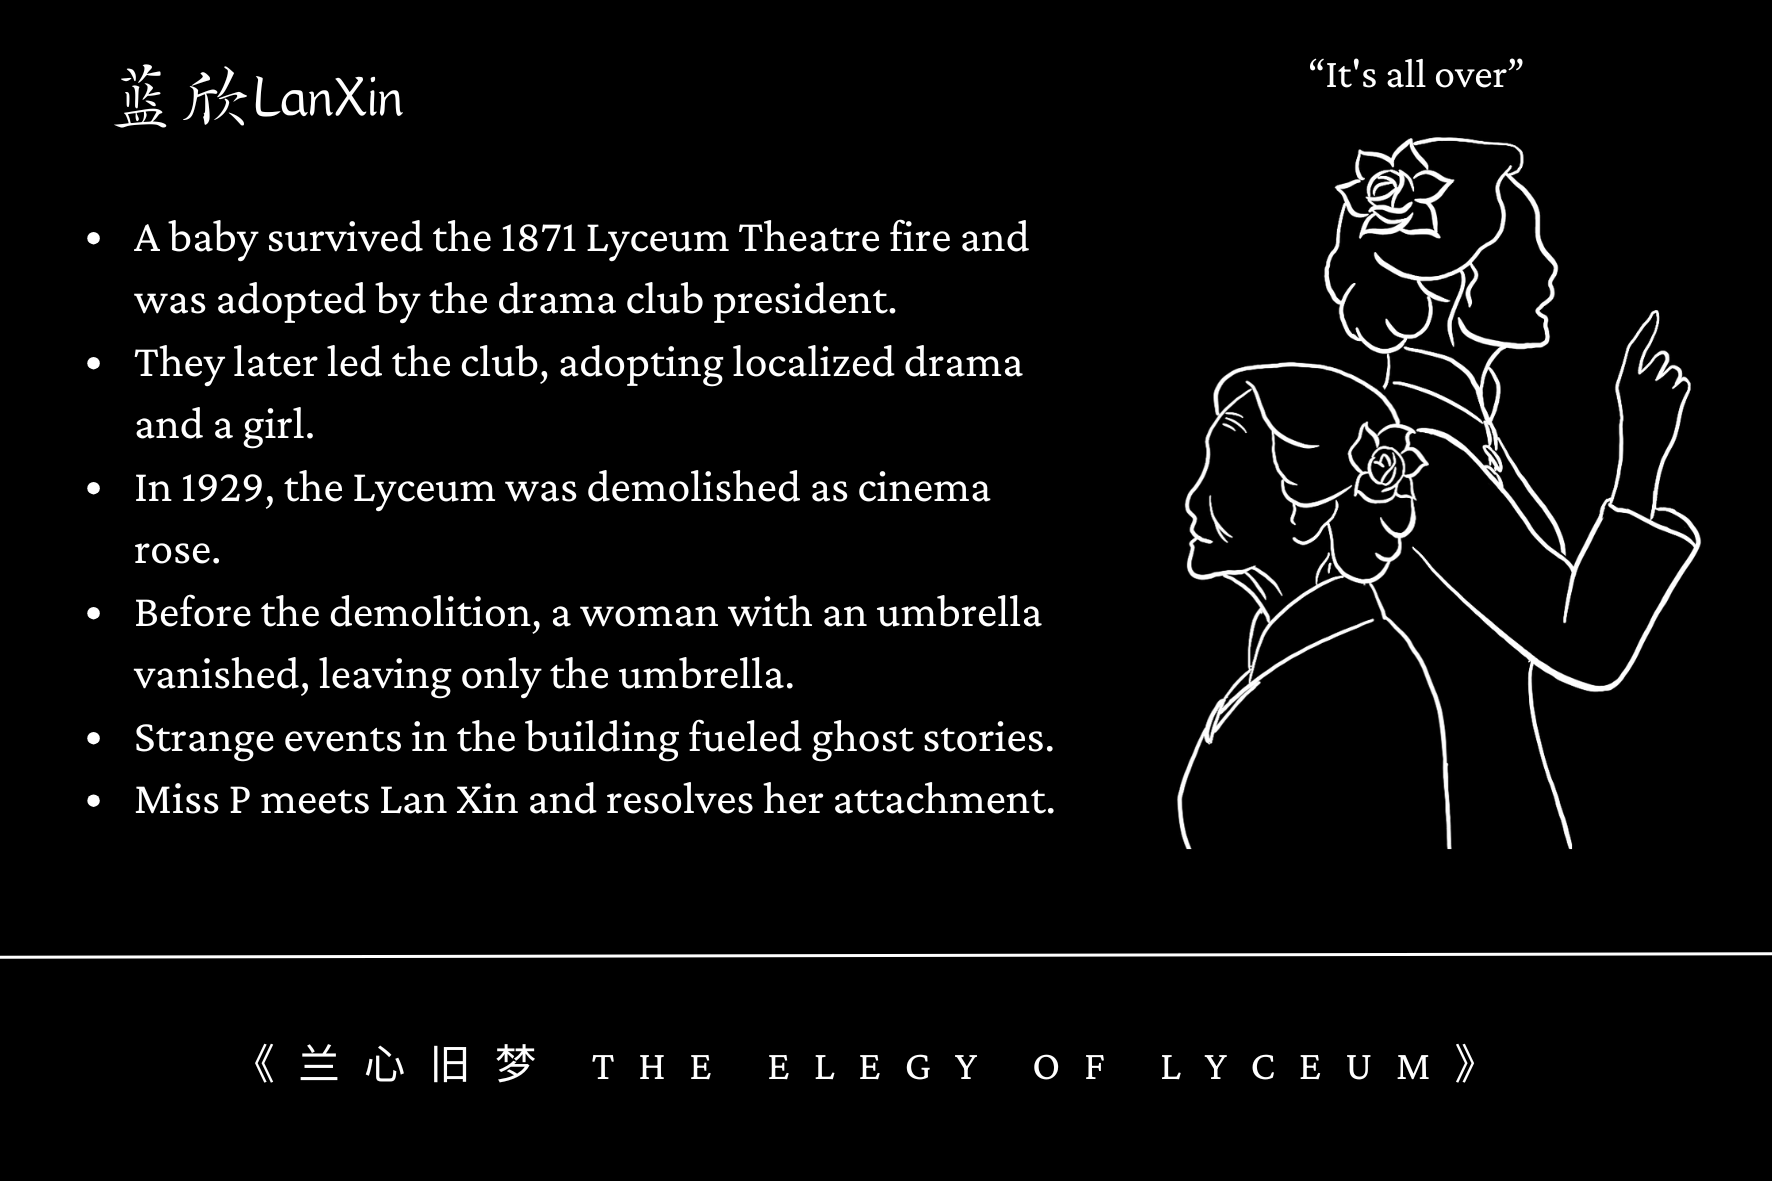 蓝欣LanXin
“It's all over”
• A baby survived the 1871 Lyceum Theatre fire and
was adopted by the drama club president.
• They later led the club, adopting localized drama
and a girl.
• In 1929, the Lyceum was demolished as cinema
rose.
• Before the demolition, a woman with an umbrella
vanished, leaving only the umbrella.
• Strange events in the building fueled ghost stories.
• Miss P meets Lan Xin and resolves her attachment.
《兰心旧梦 THE ELEGY OF LYCEUM》